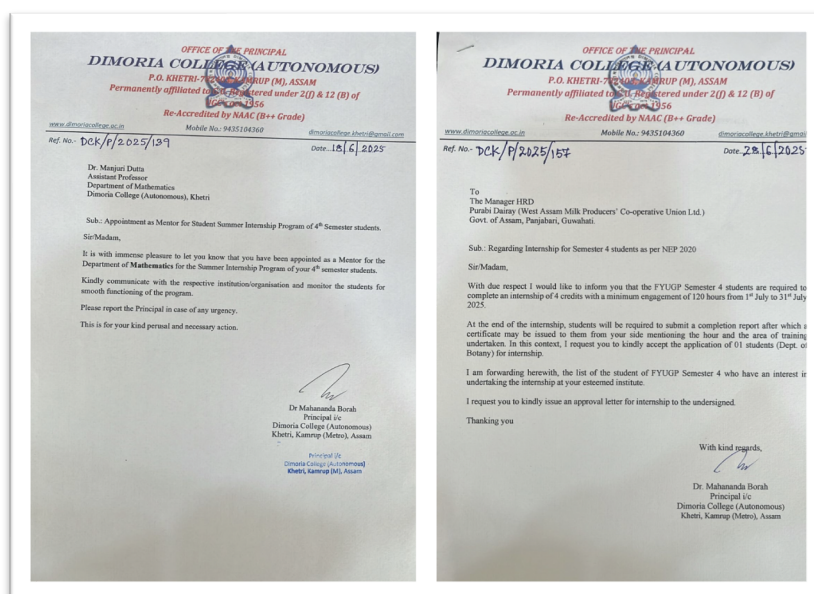 OFFICE OF THE PRINCIPAL
DIMORIA COLLEGE (AUTONOMOUS)
P.O. KHETRI-7 KAMRUP (M), ASSAM
Permanently affiliated to Registered under 2(f) & 12 (B) of
UGC 1956
Re-Accredited by NAAC (B++ Grade)
www.dimoriacollege.ac.in Mobile No.: 9435104360 dimoriacollege.khetri@gmail.com
Ref. No.- DCK/P/2025/139 Date...18/6/2025
Dr. Manjuri Dutta
Assistant Professor
Department of Mathematics
Dimoria College (Autonomous), Khetri
Sub.: Appointment as Mentor for Student Summer Internship Program of 4th Semester students.
Sir/Madam,
It is with immense pleasure to let you know that you have been appointed as a Mentor for the
Department of Mathematics for the Summer Internship Program of your 4th semester students.
Kindly communicate with the respective institution/organisation and monitor the students for
smooth functioning of the program.
Please report the Principal in case of any urgency.
This is for your kind perusal and necessary action.
Dr Mahananda Borah
Principal i/c
Dimoria College (Autonomous)
Khetri, Kamrup (Metro), Assam
Principal i/c
Dimoria College (Autonomous)
Khetri, Kamrup (M), Assam
OFFICE OF THE PRINCIPAL
DIMORIA COLLEGE (AUTONOMOUS)
P.O. KHETRI-7 KAMRUP (M), ASSAM
Permanently affiliated to Registered under 2(f) & 12 (B) of
UGC 1956
Re-Accredited by NAAC (B++ Grade)
www.dimoriacollege.ac.in Mobile No.: 9435104360 dimoriacollege.khetri@gmai
Ref. No.- DCK/P/2025/157 Date..28/6/2025
To
The Manager HRD
Purabi Dairay (West Assam Milk Producers' Co-operative Union Ltd.)
Govt. of Assam, Panjabari, Guwahati.
Sub.: Regarding Internship for Semester 4 students as per NEP 2020
Sir/Madam,
With due respect I would like to inform you that the FYUGP Semester 4 students are required to
complete an internship of 4 credits with a minimum engagement of 120 hours from 1st July to 31st July
2025.
At the end of the internship, students will be required to submit a completion report after which a
certificate may be issued to them from your side mentioning the hour and the area of training
undertaken. In this context, I request you to kindly accept the application of 01 students (Dept. of
Botany) for internship.
I am forwarding herewith, the list of the student of FYUGP Semester 4 who have an interest in
undertaking the internship at your esteemed institute.
I request you to kindly issue an approval letter for internship to the undersigned.
Thanking you
With kind regards,
Dr. Mahananda Borah
Principal i/c
Dimoria College (Autonomous)
Khetri, Kamrup (Metro), Assam